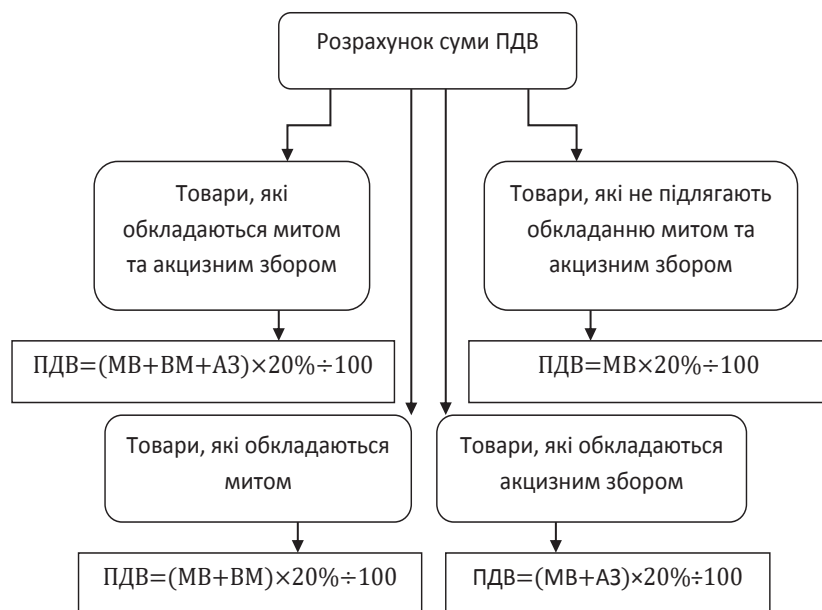 Розрахунок суми ПДВ
Товари, які
обкладаються митом
та акцизним збором
Товари, які не підлягають
обкладанню митом та
акцизним збором
ПДВ=(МВ+ВМ+АЗ)×20%÷100
ПДВ=МВ×20%÷100
Товари, які обкладаються
митом
Товари, які обкладаються
акцизним збором
ПДВ=(МВ+ВМ)×20%÷100
ПДВ=(МВ+АЗ)×20%÷100